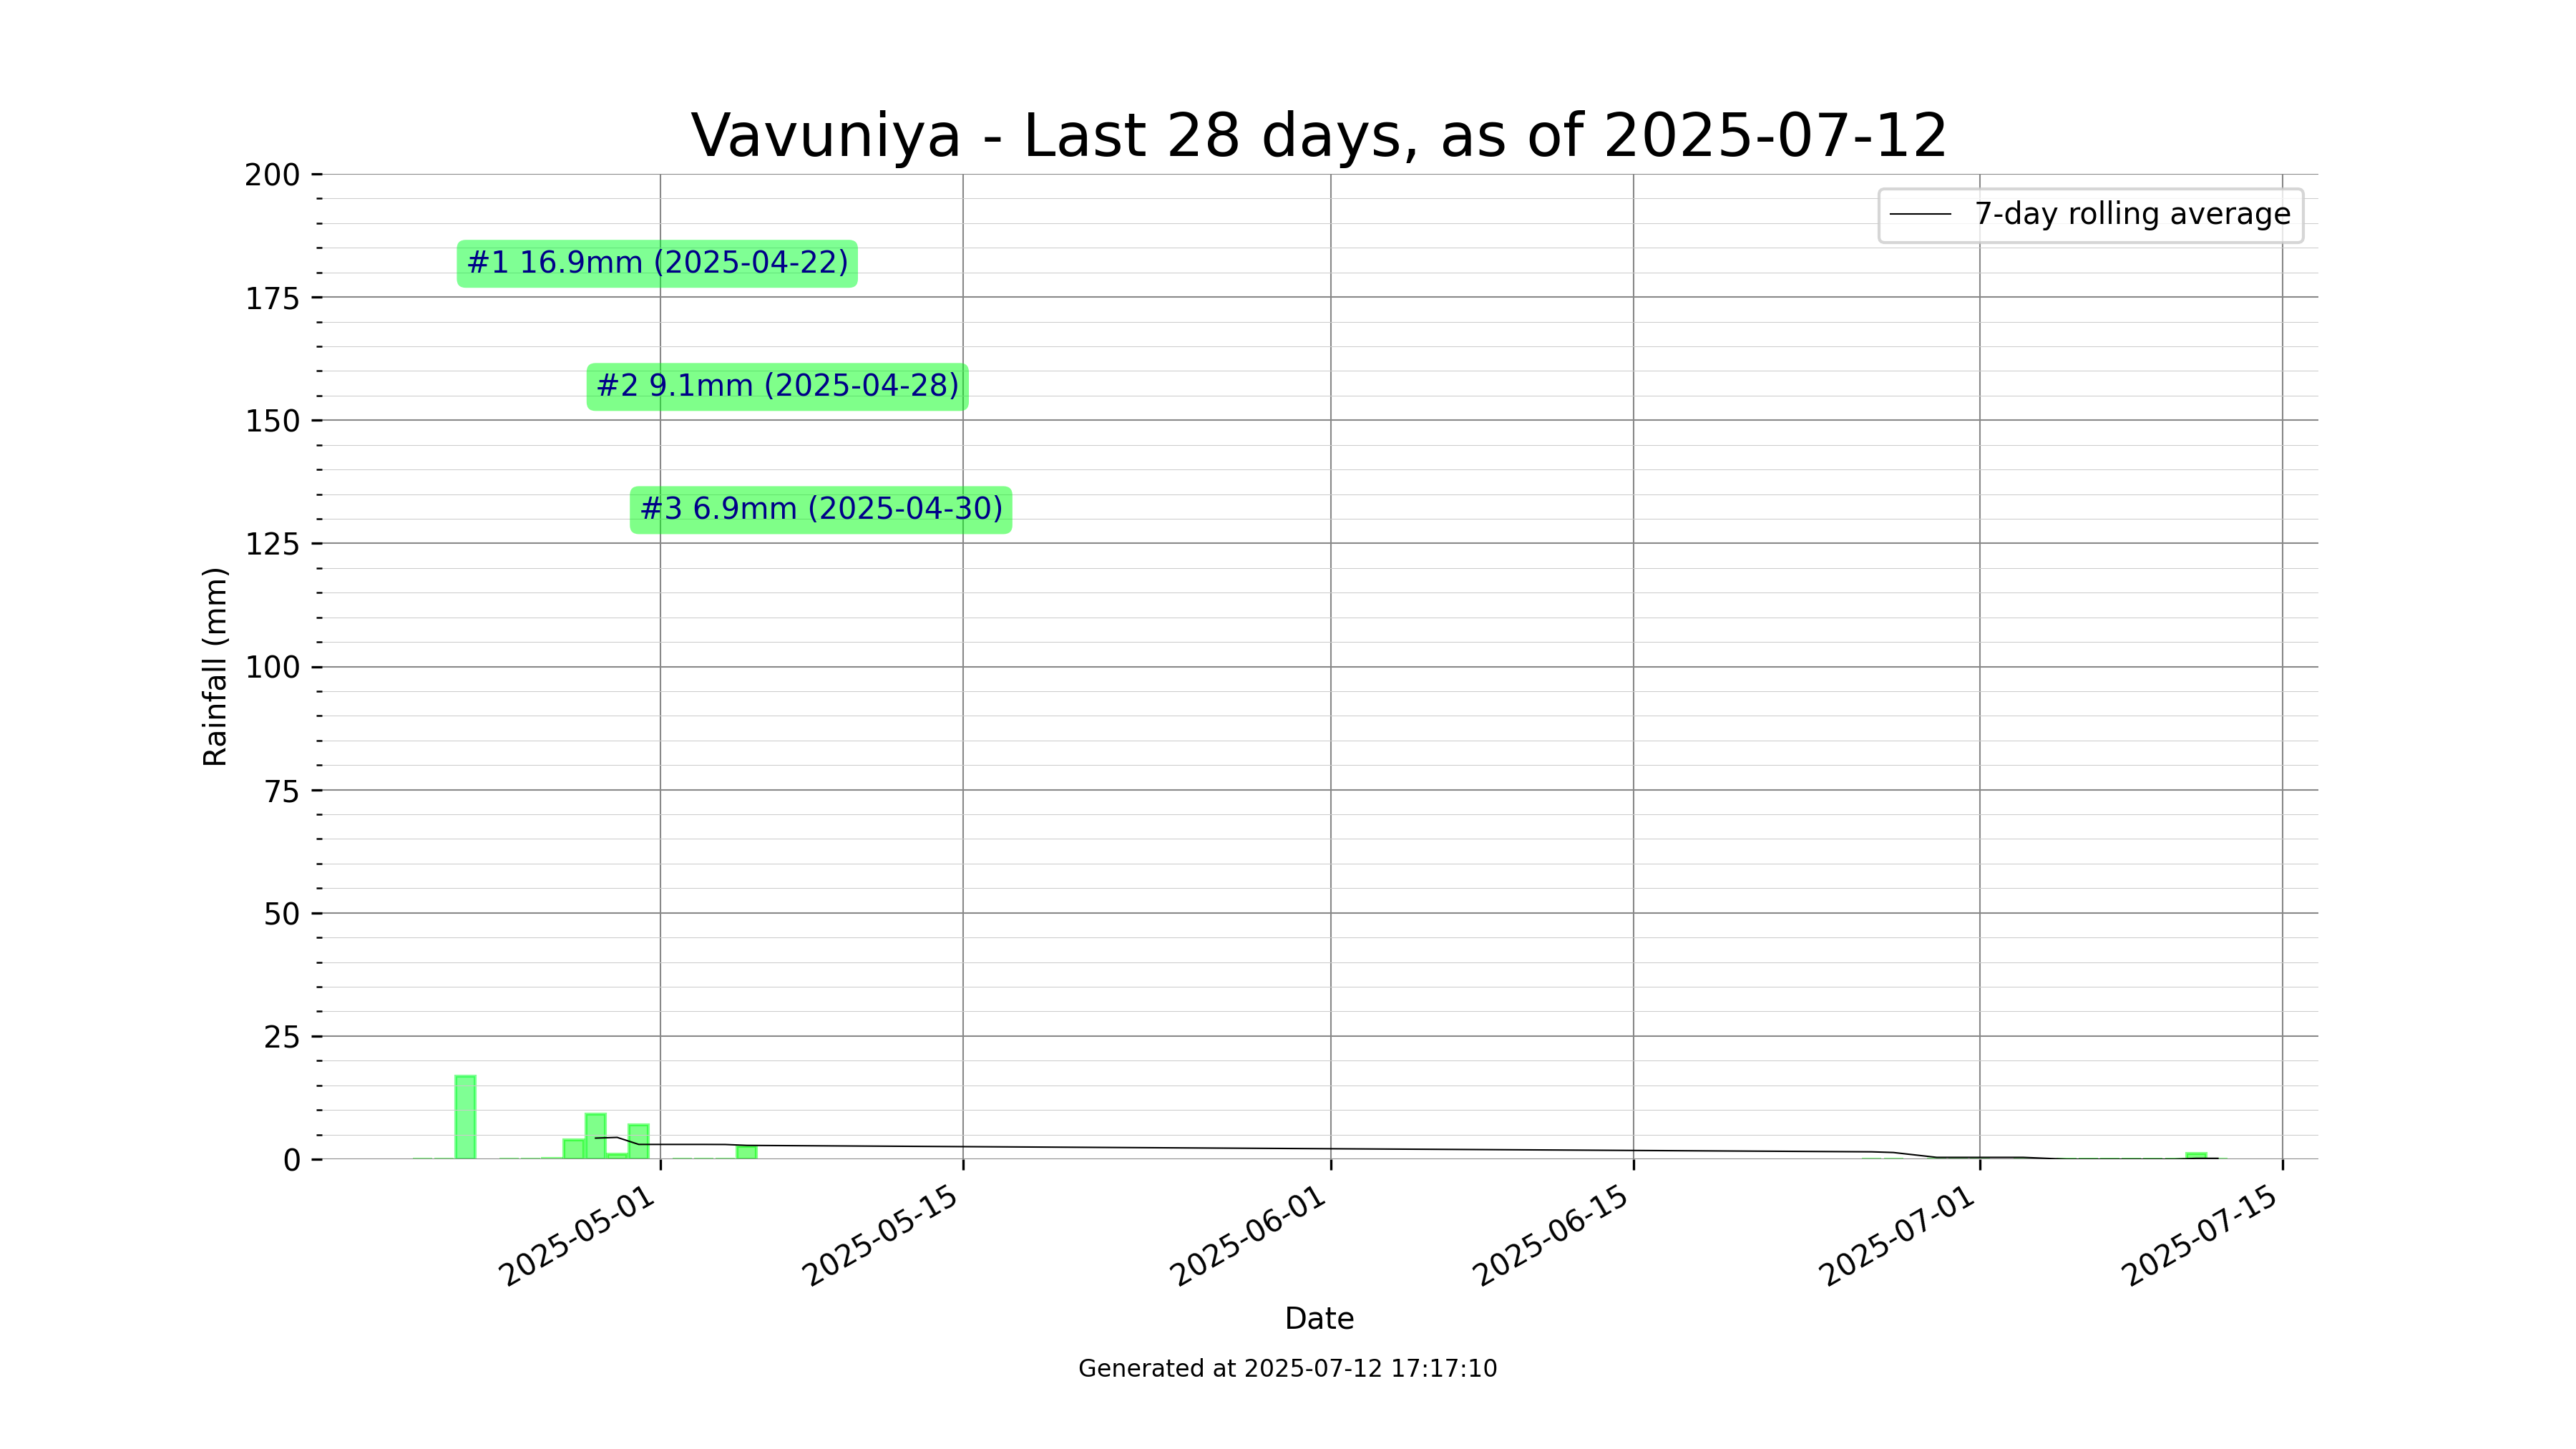 Vavuniya - Last 28 days, as of 2025-07-12
200
175
150
125
100
75
50
25
0
Rainfall (mm)
7-day rolling average
#1 16.9mm (2025-04-22)
#2 9.1mm (2025-04-28)
#3 6.9mm (2025-04-30)
2025-05-01
2025-05-15
2025-06-01
2025-06-15
2025-07-01
2025-07-15
Date
Generated at 2025-07-12 17:17:10